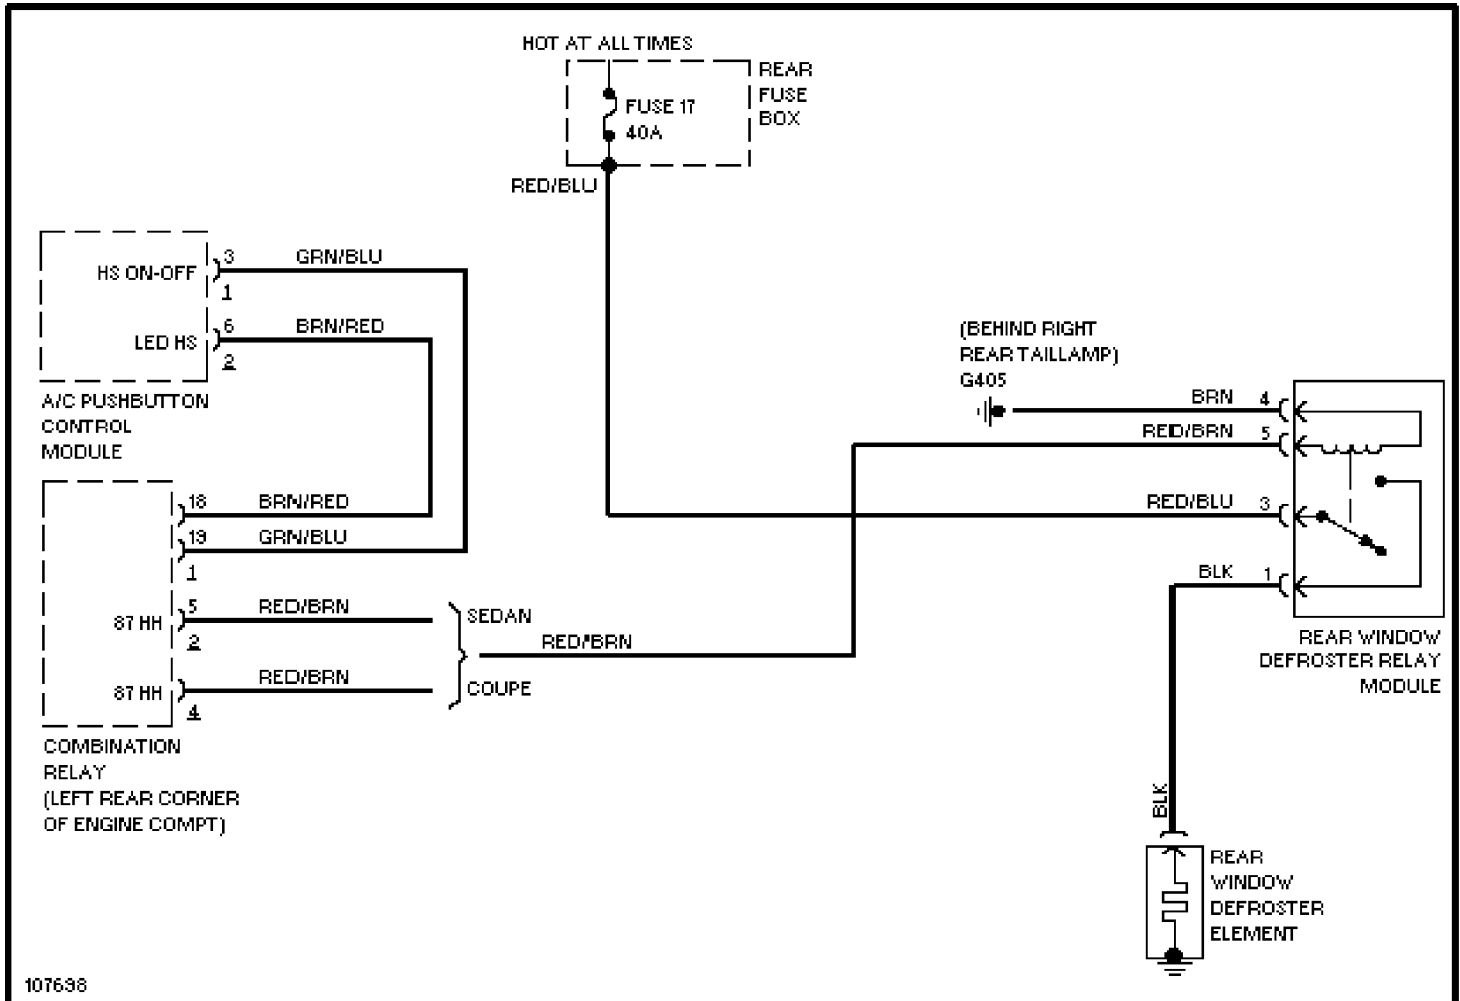 HOT AT ALL TIMES
FUSE 17
40A
REAR
FUSE
BOX
RED/BLU
HS ON-OFF
3
GRN/BLU
1
LED HS
6
BRN/RED
2
A/C PUSHBUTTON
CONTROL
MODULE
18
BRN/RED
19
GRN/BLU
1
87 HH
5
RED/BRN
2
87 HH
RED/BRN
4
SEDAN
COUPE
RED/BRN
COMBINATION
RELAY
(LEFT REAR CORNER
OF ENGINE COMPT)
(BEHIND RIGHT
REAR TAILLAMP)
G405
BRN 4
RED/BRN 5
RED/BLU 3
BLK 1
REAR WINDOW
DEFROSTER RELAY
MODULE
BLK
REAR
WINDOW
DEFROSTER
ELEMENT
107698